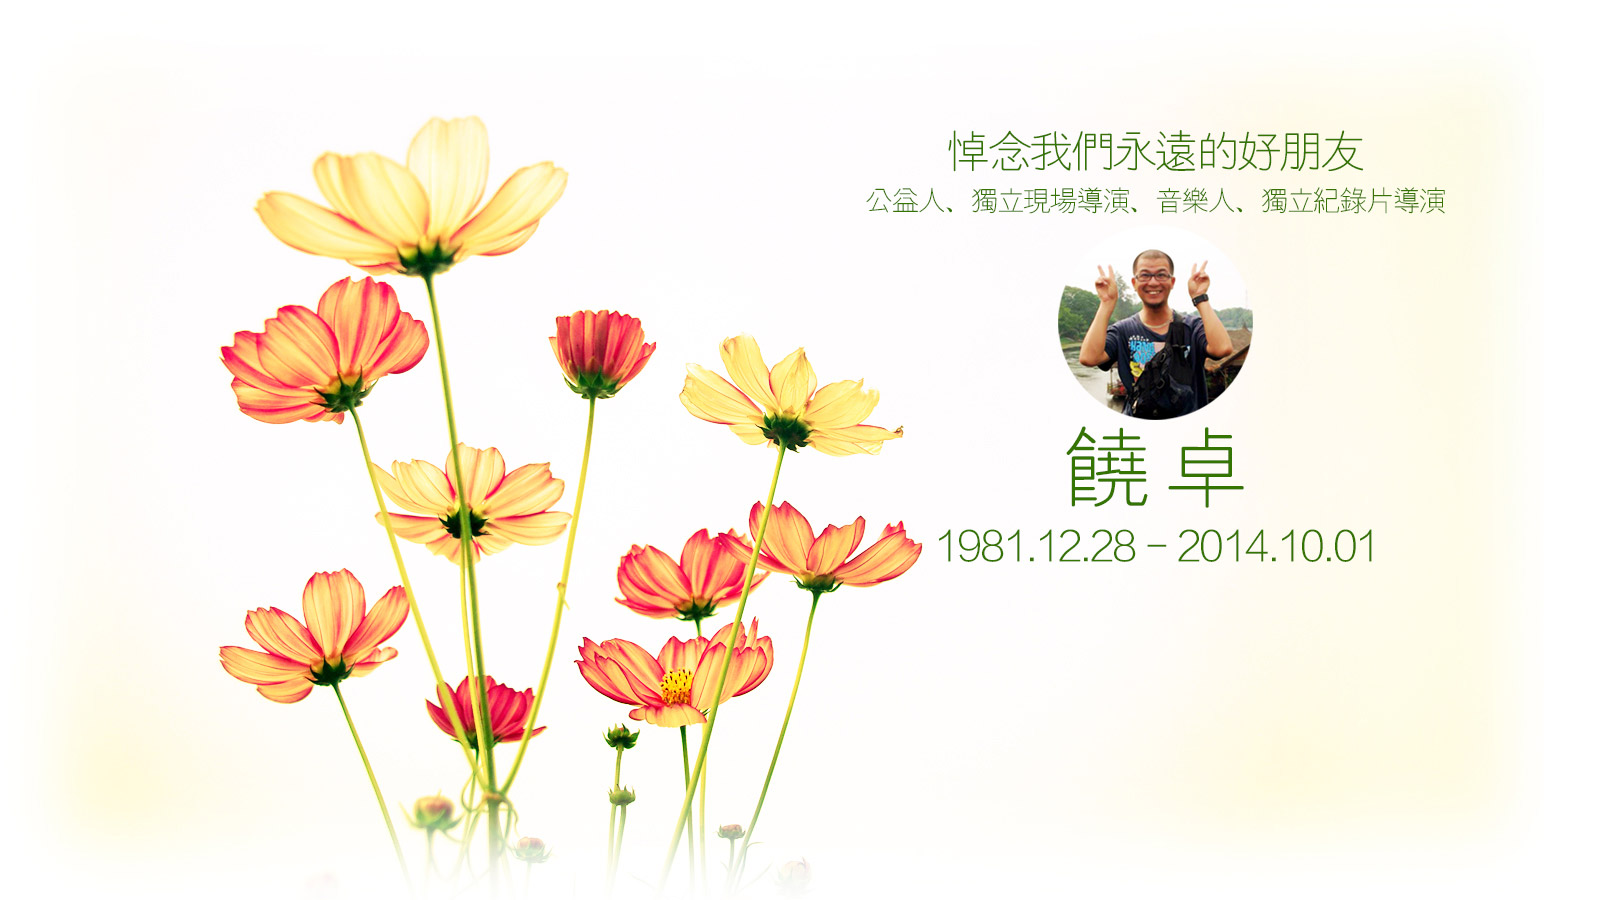 悼念我們永遠的好朋友
公益人、獨立現場導演、音樂人、獨立紀錄片導演
饒卓
1981.12.28 - 2014.10.01